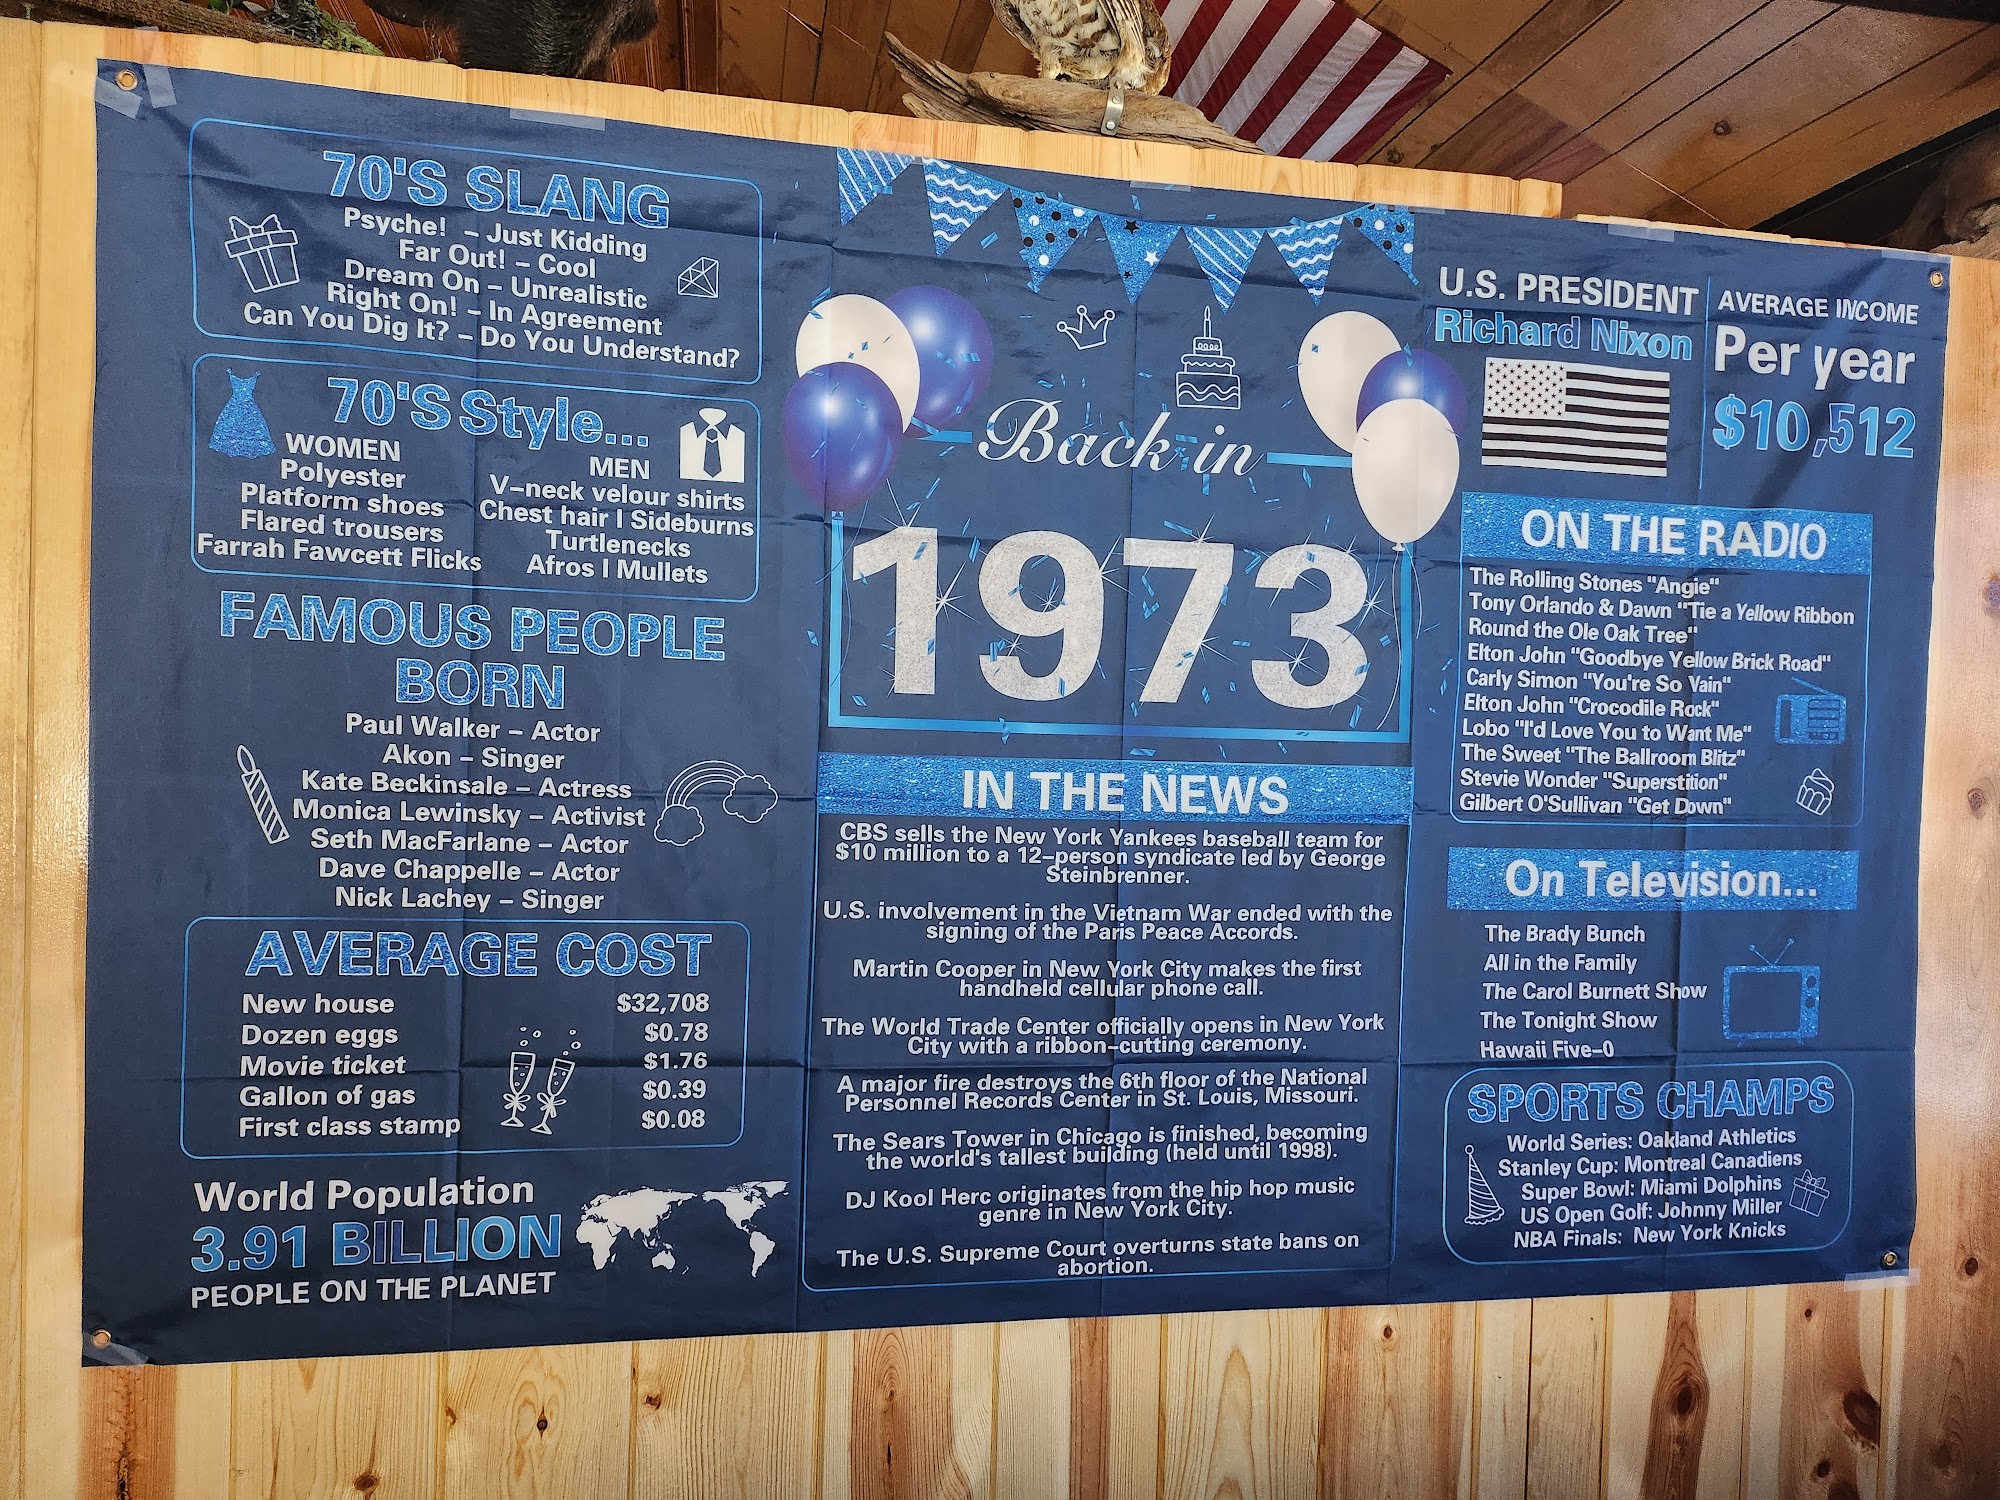 70'S SLANG
Psyche! – Just Kidding
Far Out! – Cool
Dream On – Unrealistic
Right On! – In Agreement
Can You Dig It? – Do You Understand?
70'S Style...
WOMEN
Polyester
Platform shoes
Flared trousers
Farrah Fawcett Flicks
MEN
V–neck velour shirts
Chest hair I Sideburns
Turtlenecks
Afros I Mullets
FAMOUS PEOPLE
BORN
Paul Walker – Actor
Akon – Singer
Kate Beckinsale – Actress
Monica Lewinsky – Activist
Seth MacFarlane – Actor
Dave Chappelle – Actor
Nick Lachey – Singer
AVERAGE COST
New house $32,708
Dozen eggs $0.78
Movie ticket $1.76
Gallon of gas $0.39
First class stamp $0.08
World Population
3.91 BILLION
PEOPLE ON THE PLANET
Back in
1973
IN THE NEWS
CBS sells the New York Yankees baseball team for
$10 million to a 12–person syndicate led by George
Steinbrenner.
U.S. involvement in the Vietnam War ended with the
signing of the Paris Peace Accords.
Martin Cooper in New York City makes the first
handheld cellular phone call.
The World Trade Center officially opens in New York
City with a ribbon–cutting ceremony.
A major fire destroys the 6th floor of the National
Personnel Records Center in St. Louis, Missouri.
The Sears Tower in Chicago is finished, becoming
the world's tallest building (held until 1998).
DJ Kool Herc originates from the hip hop music
genre in New York City.
The U.S. Supreme Court overturns state bans on
abortion.
U.S. PRESIDENT
Richard Nixon
AVERAGE INCOME
Per year
$10,512
ON THE RADIO
The Rolling Stones "Angie"
Tony Orlando & Dawn "Tie a Yellow Ribbon
Round the Ole Oak Tree"
Elton John "Goodbye Yellow Brick Road"
Carly Simon "You're So Vain"
Elton John "Crocodile Rock"
Lobo "I'd Love You to Want Me"
The Sweet "The Ballroom Blitz"
Stevie Wonder "Superstition"
Gilbert O'Sullivan "Get Down"
On Television...
The Brady Bunch
All in the Family
The Carol Burnett Show
The Tonight Show
Hawaii Five–0
SPORTS CHAMPS
World Series: Oakland Athletics
Stanley Cup: Montreal Canadiens
Super Bowl: Miami Dolphins
US Open Golf: Johnny Miller
NBA Finals: New York Knicks